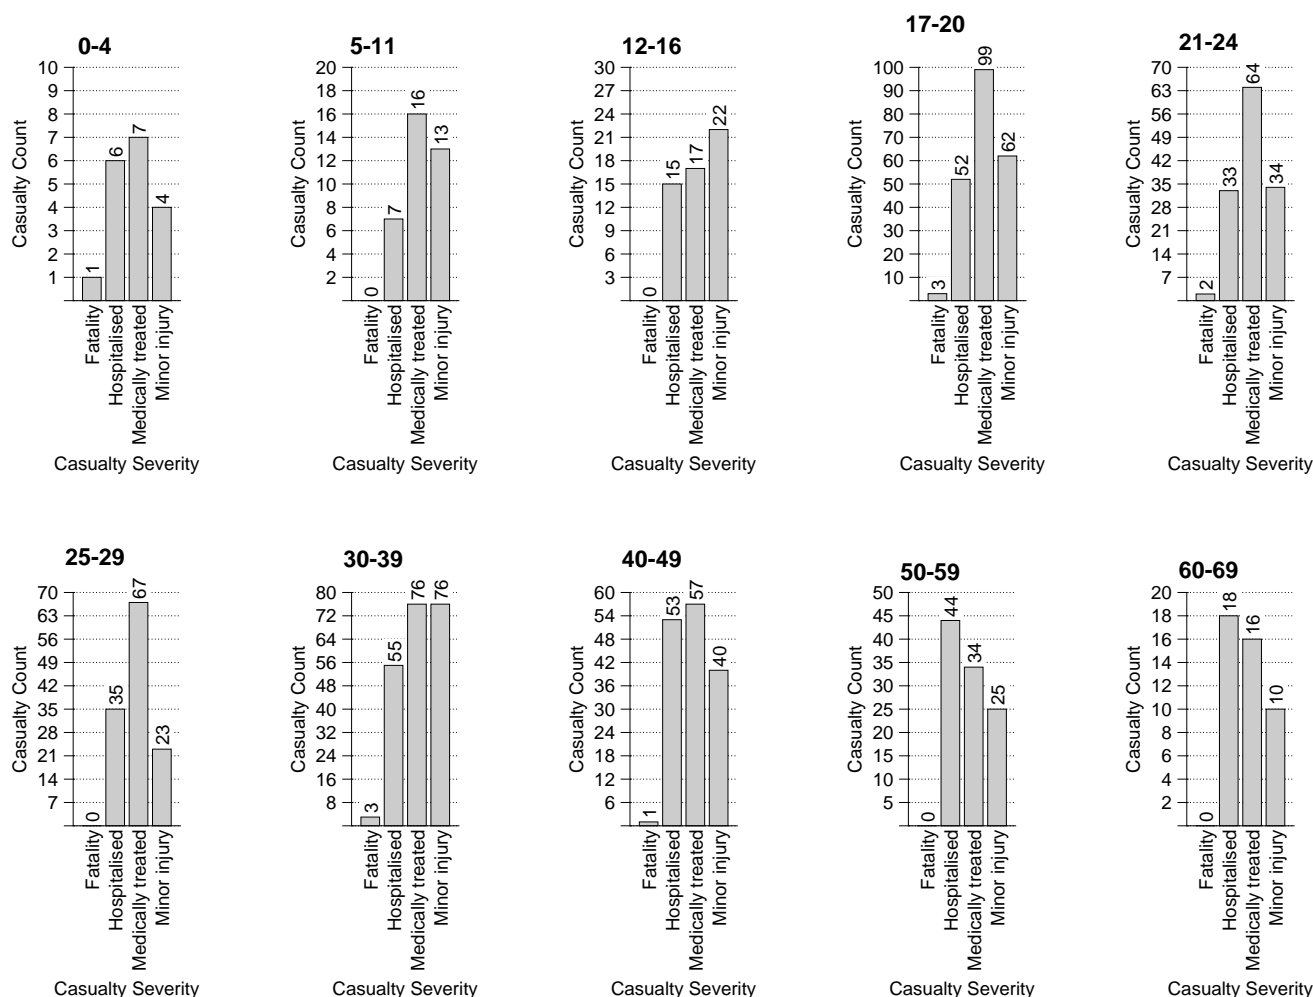 0-4
10
9
8
7
6
5
4
3
2
1
Casualty Count
1
6
7
4
Fatality
Hospitalised
Medically treated
Minor injury
Casualty Severity
5-11
20
18
16
14
12
10
8
6
4
2
Casualty Count
0
7
16
13
Fatality
Hospitalised
Medically treated
Minor injury
Casualty Severity
12-16
30
27
24
21
18
15
12
9
6
3
Casualty Count
0
15
17
22
Fatality
Hospitalised
Medically treated
Minor injury
Casualty Severity
17-20
100
90
80
70
60
50
40
30
20
10
Casualty Count
3
52
99
62
Fatality
Hospitalised
Medically treated
Minor injury
Casualty Severity
21-24
70
63
56
49
42
35
28
21
14
7
Casualty Count
2
33
64
34
Fatality
Hospitalised
Medically treated
Minor injury
Casualty Severity
25-29
70
63
56
49
42
35
28
21
14
7
Casualty Count
0
35
67
23
Fatality
Hospitalised
Medically treated
Minor injury
Casualty Severity
30-39
80
72
64
56
48
40
32
24
16
8
Casualty Count
3
55
76
76
Fatality
Hospitalised
Medically treated
Minor injury
Casualty Severity
40-49
60
54
48
42
36
30
24
18
12
6
Casualty Count
1
53
57
40
Fatality
Hospitalised
Medically treated
Minor injury
Casualty Severity
50-59
50
45
40
35
30
25
20
15
10
5
Casualty Count
0
44
34
25
Fatality
Hospitalised
Medically treated
Minor injury
Casualty Severity
60-69
20
18
16
14
12
10
8
6
4
2
Casualty Count
0
18
16
10
Fatality
Hospitalised
Medically treated
Minor injury
Casualty Severity